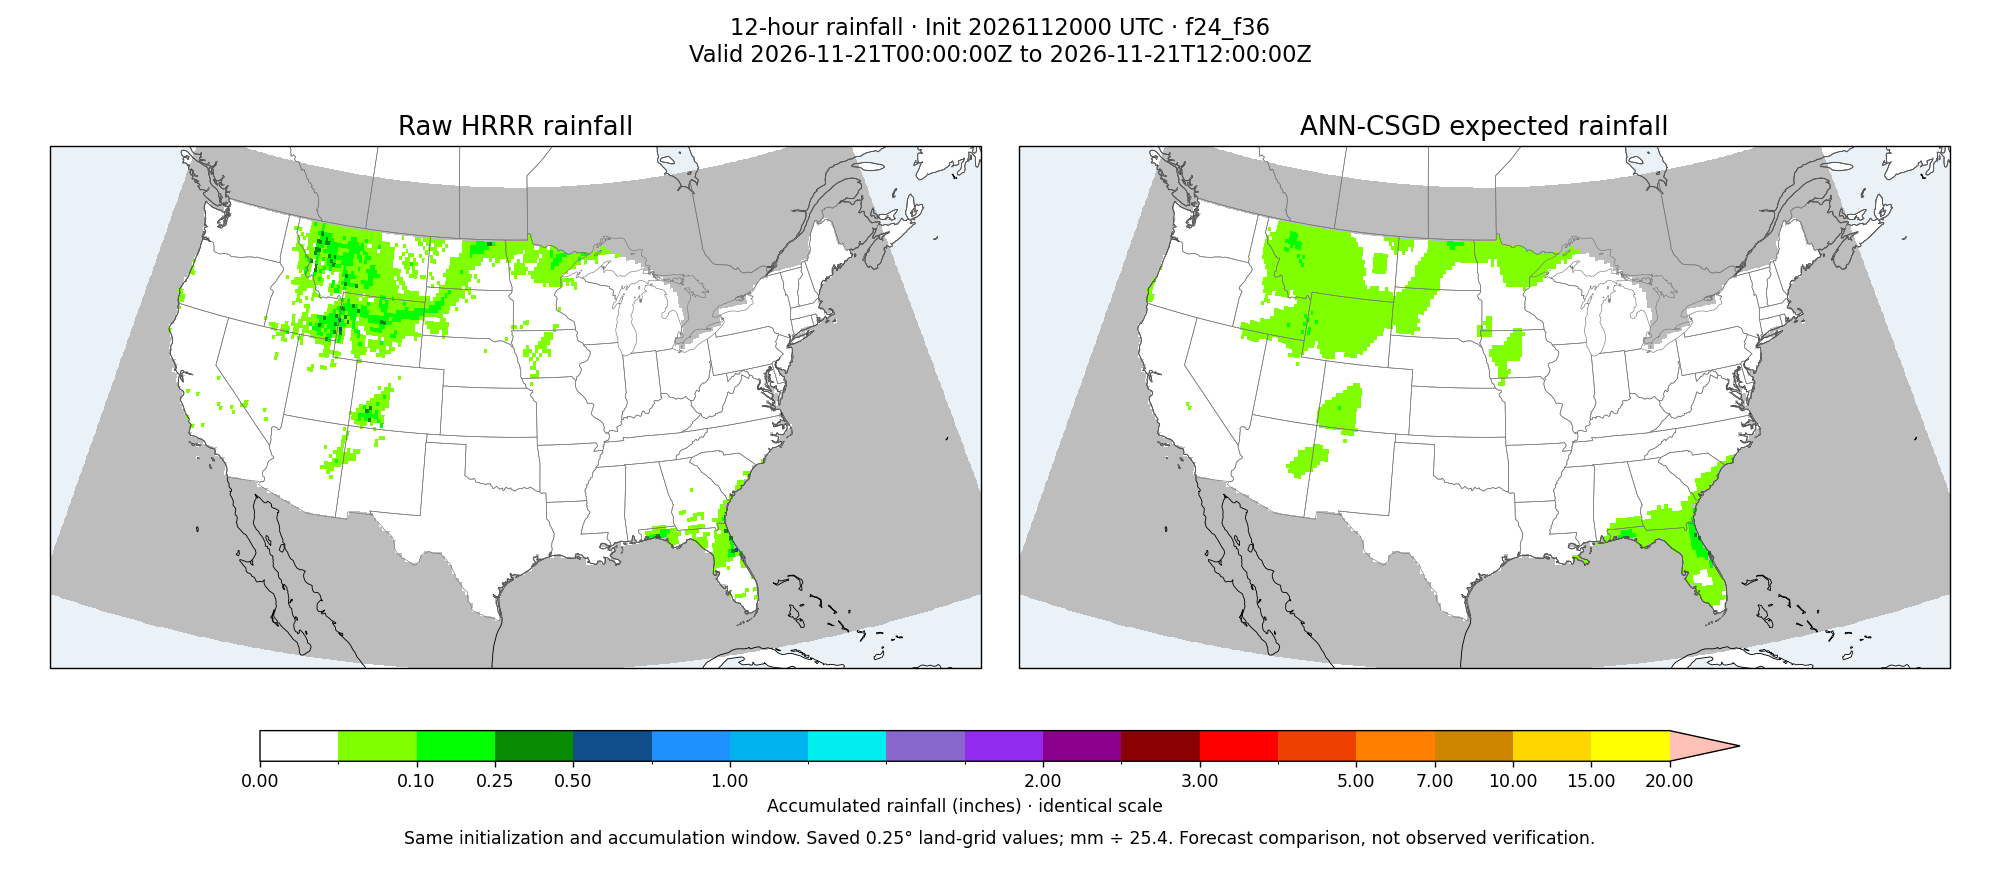 12-hour rainfall · Init 2026112000 UTC · f24_f36
Valid 2026-11-21T00:00:00Z to 2026-11-21T12:00:00Z
Raw HRRR rainfall
ANN-CSGD expected rainfall
0.00 0.10 0.25 0.50 1.00 2.00 3.00 5.00 7.00 10.00 15.00 20.00
Accumulated rainfall (inches) · identical scale
Same initialization and accumulation window. Saved 0.25° land-grid values; mm ÷ 25.4. Forecast comparison, not observed verification.